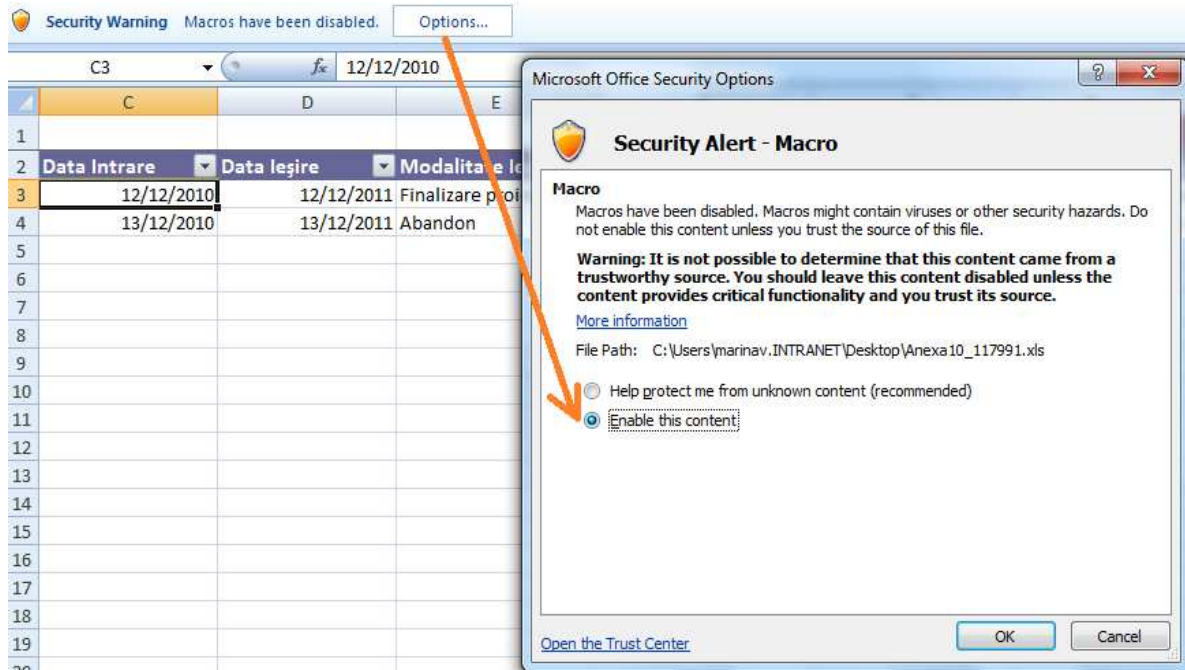 Security Warning Macros have been disabled. Options...
C3 fx 12/12/2010
C D E
1
2 Data Intrare Data Ieșire Modalitate
3 12/12/2010 12/12/2011 Finalizare
4 13/12/2010 13/12/2011 Abandon
5
6
7
8
9
10
11
12
13
14
15
16
17
18
19
Microsoft Office Security Options
Security Alert - Macro
Macro
Macros have been disabled. Macros might contain viruses or other security hazards. Do
not enable this content unless you trust the source of this file.
Warning: It is not possible to determine that this content came from a
trustworthy source. You should leave this content disabled unless the
content provides critical functionality and you trust its source.
More information
File Path: C:\Users\marinav.INTRANET\Desktop\Anexa10_117991.xls
Help protect me from unknown content (recommended)
Enable this content
Open the Trust Center OK Cancel